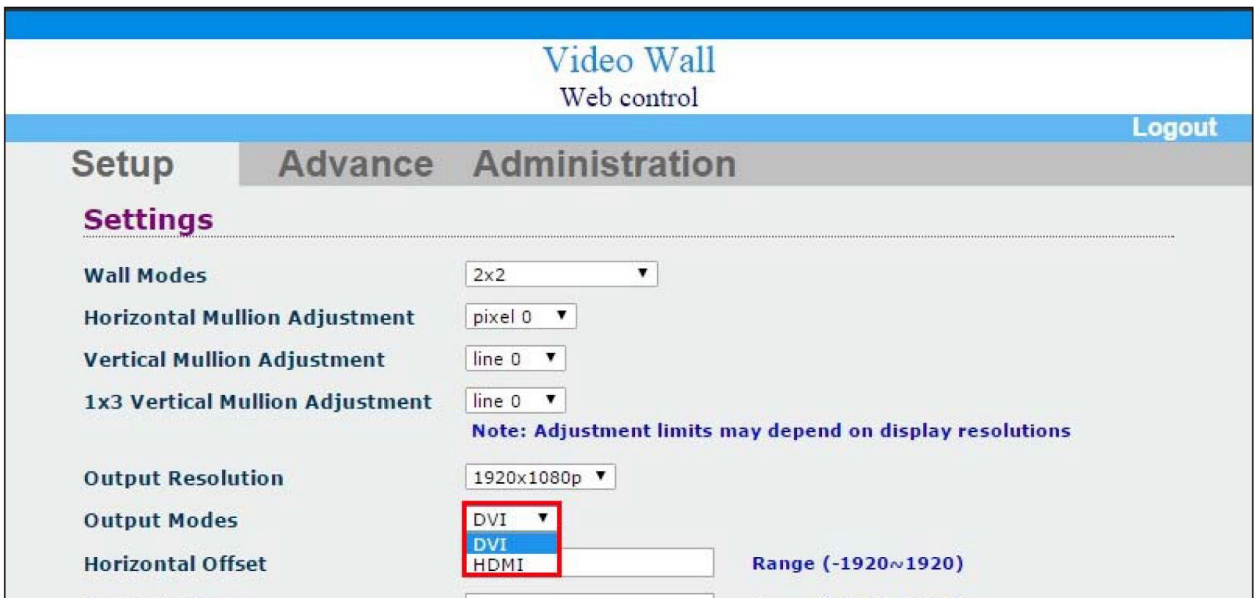 Video Wall
Web control
Logout
Setup Advance Administration
Settings
Wall Modes 2x2
Horizontal Mullion Adjustment pixel 0
Vertical Mullion Adjustment line 0
1x3 Vertical Mullion Adjustment line 0
Note: Adjustment limits may depend on display resolutions
Output Resolution 1920x1080p
Output Modes DVI
DVI
Horizontal Offset HDMI Range (-1920~1920)